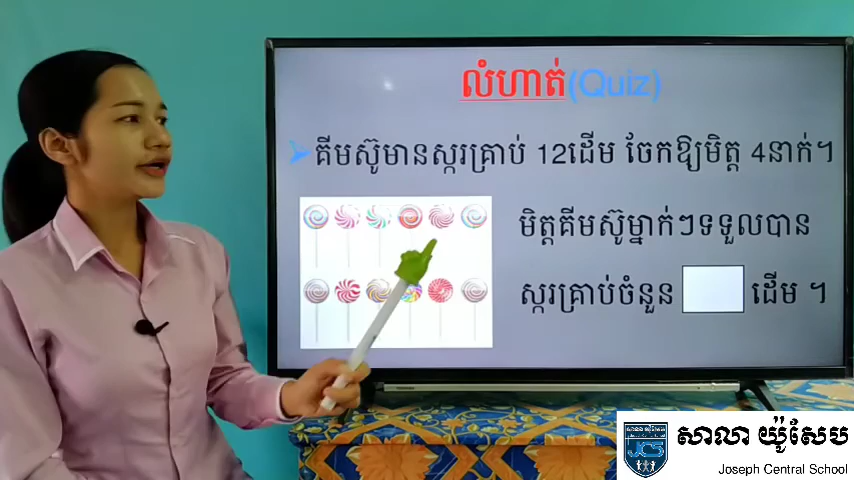 លំហាត់(Quiz)
គីមស៊ូមានស្ករគ្រាប់ 12ដើម ចែកឱ្យមិត្ត 4នាក់។
មិត្តគីមស៊ូម្នាក់ៗទទួលបាន
ស្ករគ្រាប់ចំនួន ដើម ។
TOSHIBA
សាលា យ៉ូសែប
JCS
Joseph Central School